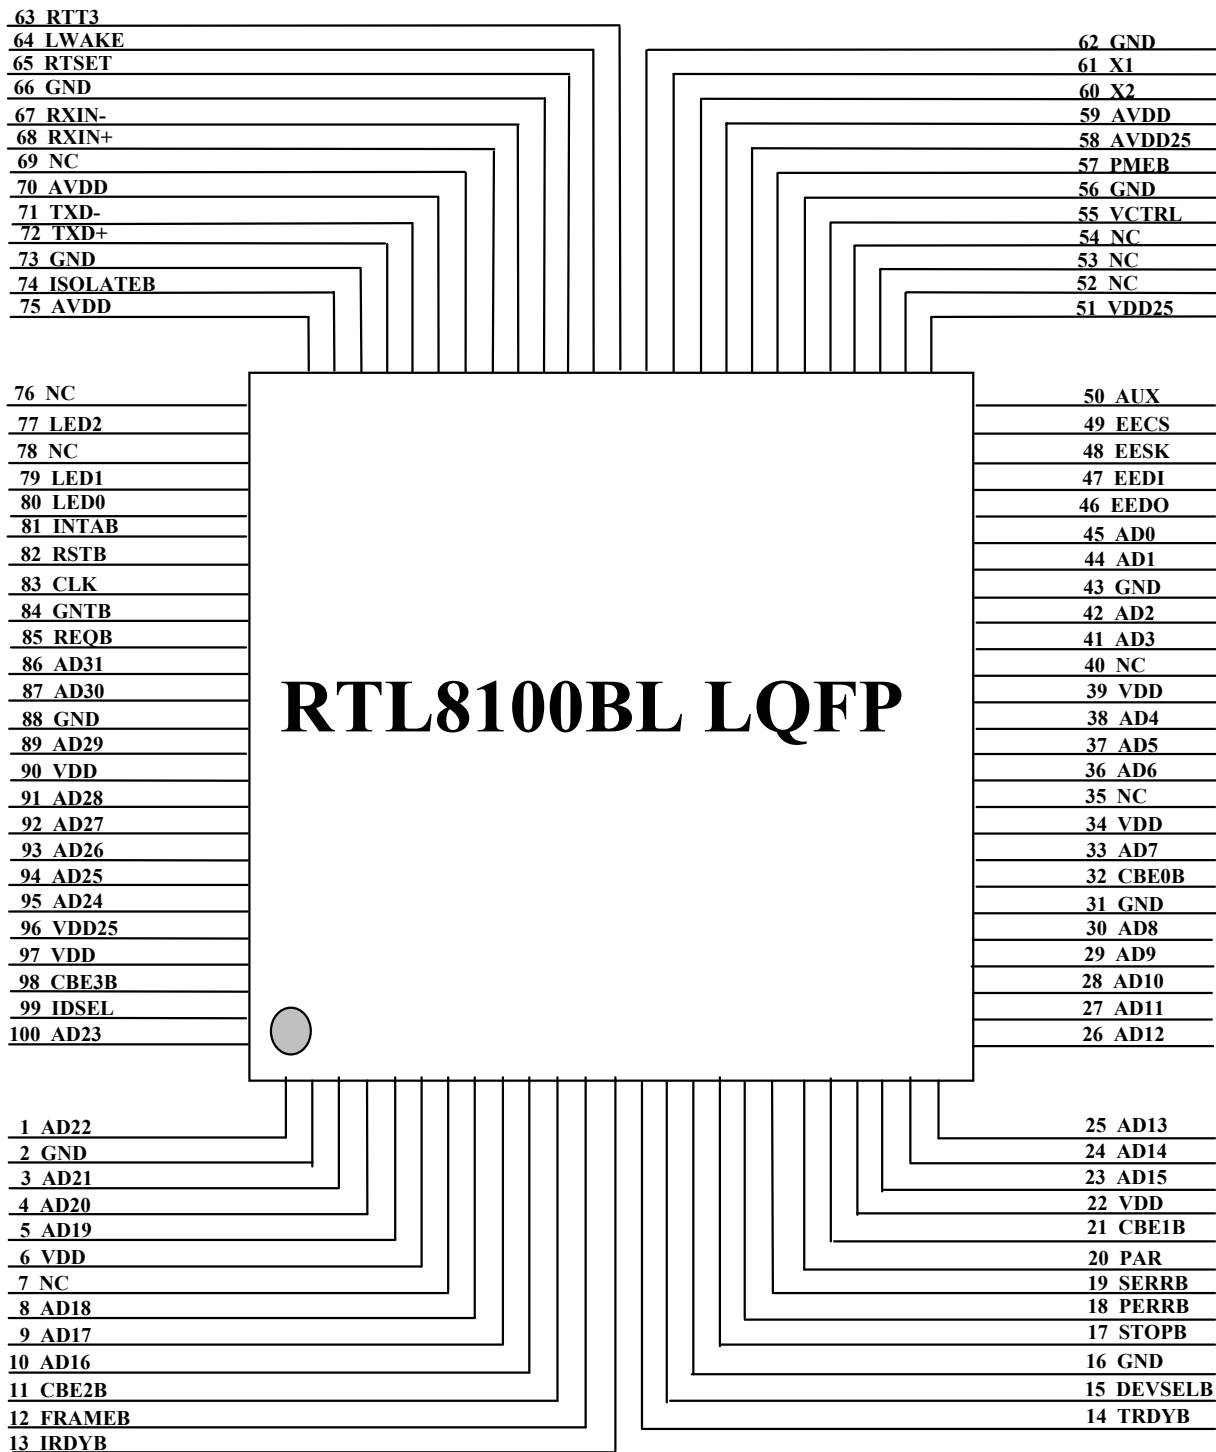 63 RTT3
64 LWAKE
65 RTSET
66 GND
67 RXIN-
68 RXIN+
69 NC
70 AVDD
71 TXD-
72 TXD+
73 GND
74 ISOLATEB
75 AVDD
62 GND
61 X1
60 X2
59 AVDD
58 AVDD25
57 PMEB
56 GND
55 VCTRL
54 NC
53 NC
52 NC
51 VDD25
76 NC
77 LED2
78 NC
79 LED1
80 LED0
81 INTAB
82 RSTB
83 CLK
84 GNTB
85 REQB
86 AD31
87 AD30
88 GND
89 AD29
90 VDD
91 AD28
92 AD27
93 AD26
94 AD25
95 AD24
96 VDD25
97 VDD
98 CBE3B
99 IDSEL
100 AD23
RTL8100BL LQFP
50 AUX
49 EECS
48 EESK
47 EEDI
46 EEDO
45 AD0
44 AD1
43 GND
42 AD2
41 AD3
40 NC
39 VDD
38 AD4
37 AD5
36 AD6
35 NC
34 VDD
33 AD7
32 CBE0B
31 GND
30 AD8
29 AD9
28 AD10
27 AD11
26 AD12
1 AD22
2 GND
3 AD21
4 AD20
5 AD19
6 VDD
7 NC
8 AD18
9 AD17
10 AD16
11 CBE2B
12 FRAMEB
13 IRDYB
25 AD13
24 AD14
23 AD15
22 VDD
21 CBE1B
20 PAR
19 SERRB
18 PERRB
17 STOPB
16 GND
15 DEVSELB
14 TRDYB